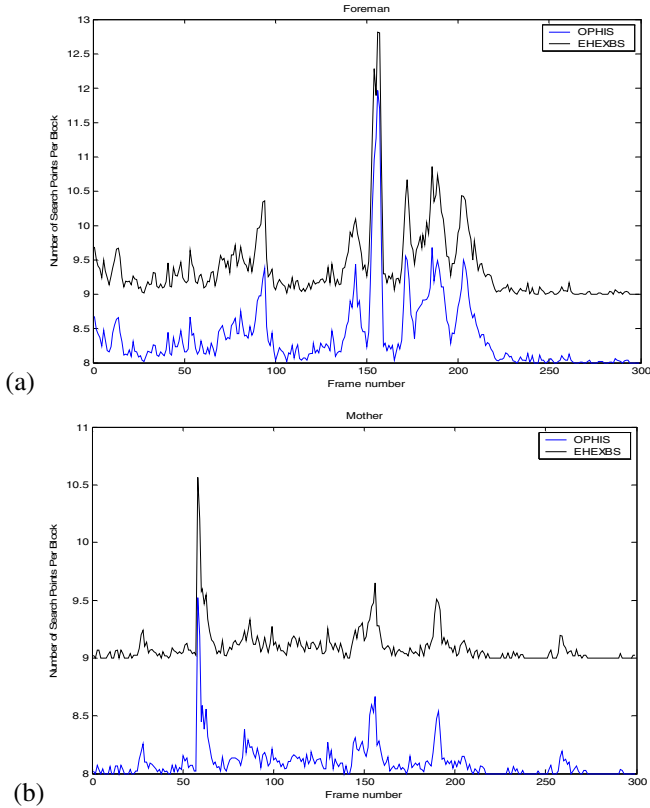 Foreman
13
12.5
12
11.5
11
10.5
10
9.5
9
8.5
8
Number of Search Points Per Block
OPHIS
EHEXBS
0 50 100 150 200 250 300
Frame number
(a)
Mother
11
10.5
10
9.5
9
8.5
8
Number of Search Points Per Block
OPHIS
EHEXBS
0 50 100 150 200 250 300
Frame number
(b)